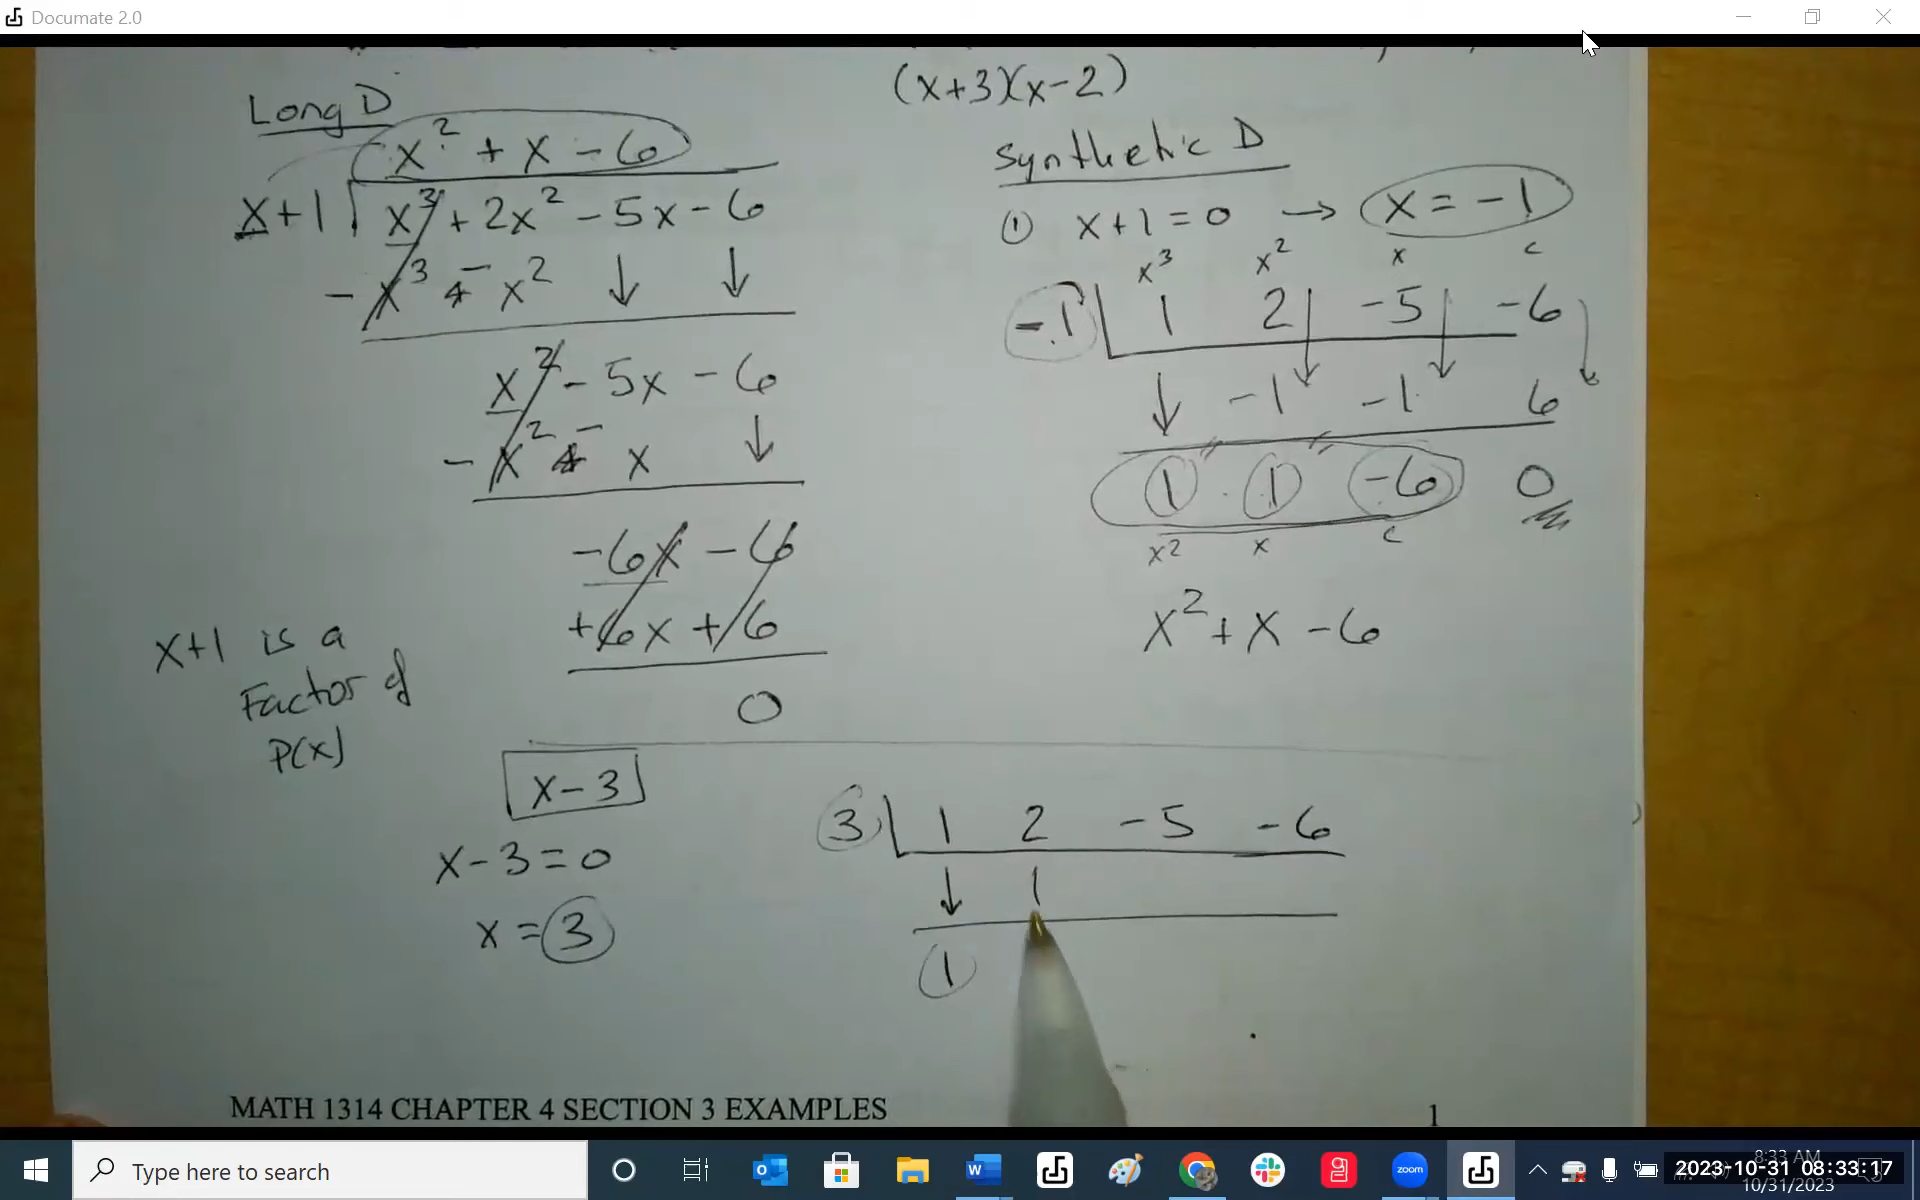 Documate 2.0
(x+3)(x-2)
Long D
x² + x - 6
x+1 x³ + 2x² - 5x - 6
- x³ + x²
x² - 5x - 6
- x² + x
-6x - 6
+6x + 6
0
x+1 is a
Factor of
P(x)
Synthetic D
① x+1 = 0 → x = -1
x³ x² x c
-1 1 2 -5 -6
-1 -1 6
1 1 -6 0
x² x c
x² + x - 6
x - 3
x - 3 = 0
x = 3
3 1 2 -5 -6
1
1
MATH 1314 CHAPTER 4 SECTION 3 EXAMPLES 1
Type here to search
zoom
2023-10-31 08:33:17
10/31/2023